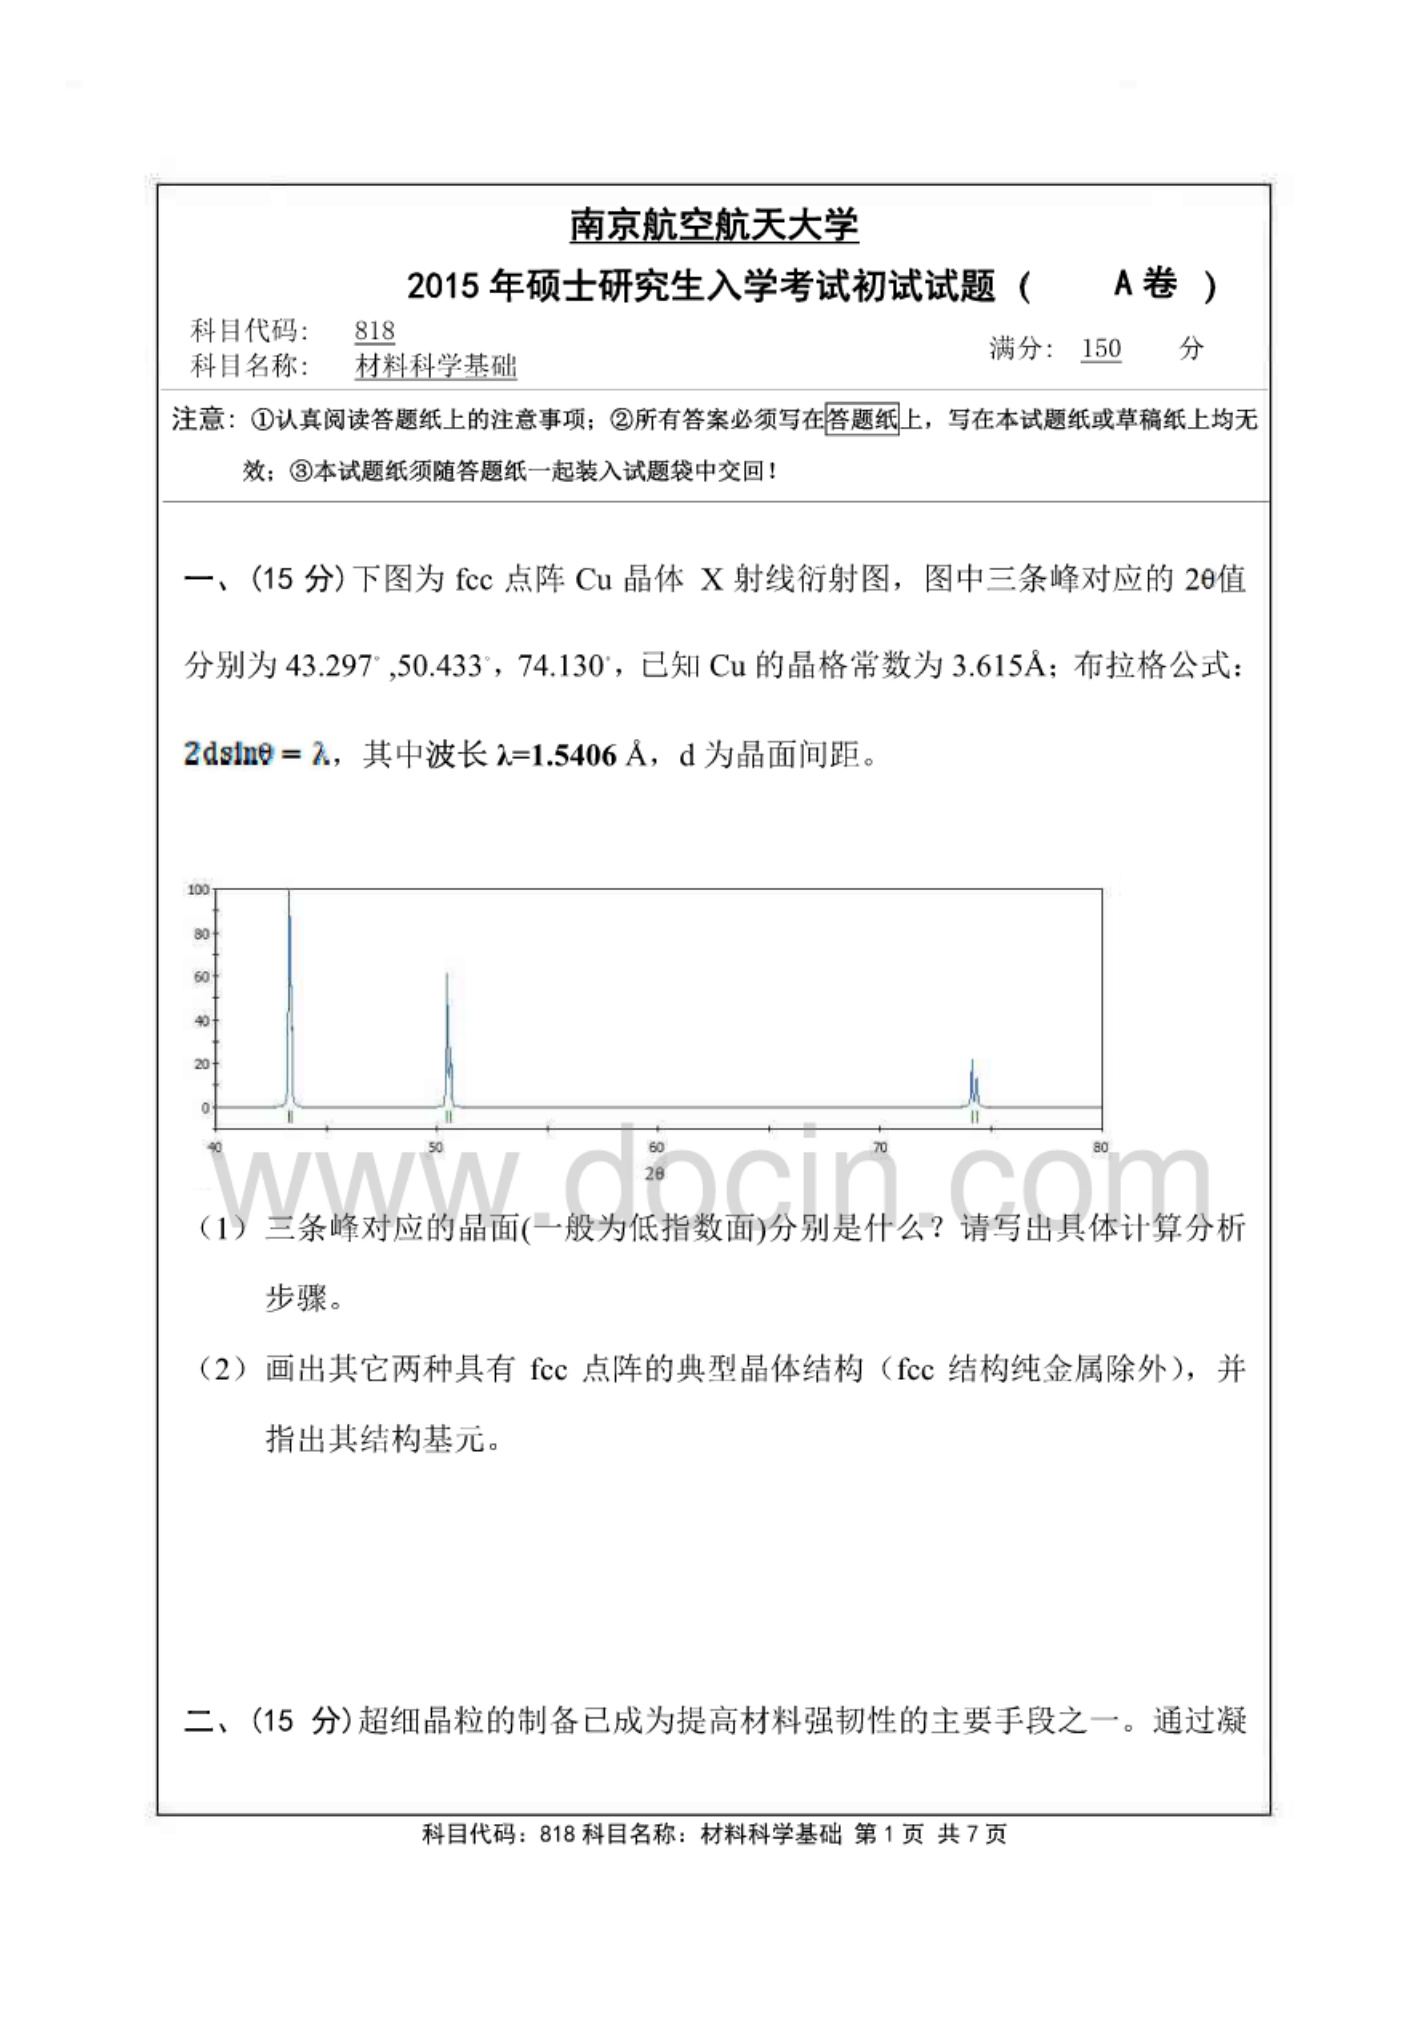 南京航空航天大学
2015 年硕士研究生入学考试初试试题 ( A 卷 )
科目代码： 818
满分： 150 分
科目名称： 材料科学基础
注意：①认真阅读答题纸上的注意事项；②所有答案必须写在答题纸上，写在本试题纸或草稿纸上均无
效；③本试题纸须随答题纸一起装入试题袋中交回！
一、(15 分)下图为 fcc 点阵 Cu 晶体 X 射线衍射图，图中三条峰对应的 2θ值
分别为 43.297° ,50.433°，74.130°，已知 Cu 的晶格常数为 3.615Å；布拉格公式：
2dsinθ = λ，其中波长 λ=1.5406 Å，d 为晶面间距。
100
80
60
40
20
0
40 50 60 70 80
2θ
www.docin.com
（1）三条峰对应的晶面(一般为低指数面)分别是什么？请写出具体计算分析
步骤。
（2）画出其它两种具有 fcc 点阵的典型晶体结构（fcc 结构纯金属除外），并
指出其结构基元。
二、(15 分)超细晶粒的制备已成为提高材料强韧性的主要手段之一。通过凝
科目代码：818 科目名称：材料科学基础 第 1 页 共 7 页